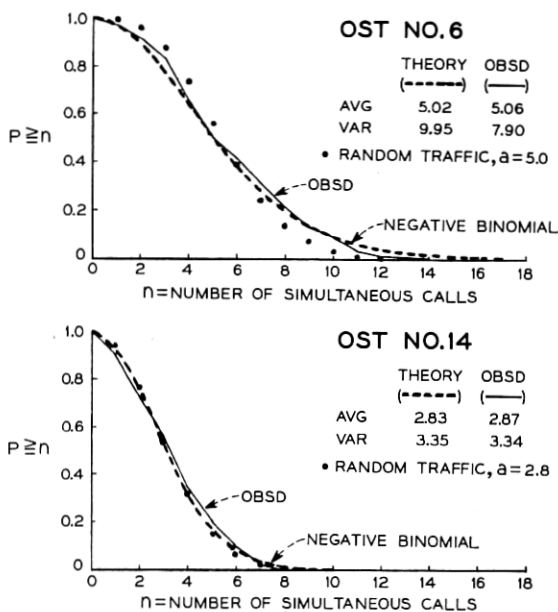 OST NO.6
THEORY OBSD
(-----) (——)
AVG 5.02 5.06
VAR 9.95 7.90
• RANDOM TRAFFIC, a=5.0
P≧n
1.0
0.8
0.6
0.4
0.2
0
OBSD
NEGATIVE BINOMIAL
0 2 4 6 8 10 12 14 16 18
n=NUMBER OF SIMULTANEOUS CALLS
OST NO.14
THEORY OBSD
(-----) (——)
AVG 2.83 2.87
VAR 3.35 3.34
• RANDOM TRAFFIC, a=2.8
P≧n
1.0
0.8
0.6
0.4
0.2
0
OBSD
NEGATIVE BINOMIAL
0 2 4 6 8 10 12 14 16 18
n=NUMBER OF SIMULTANEOUS CALLS